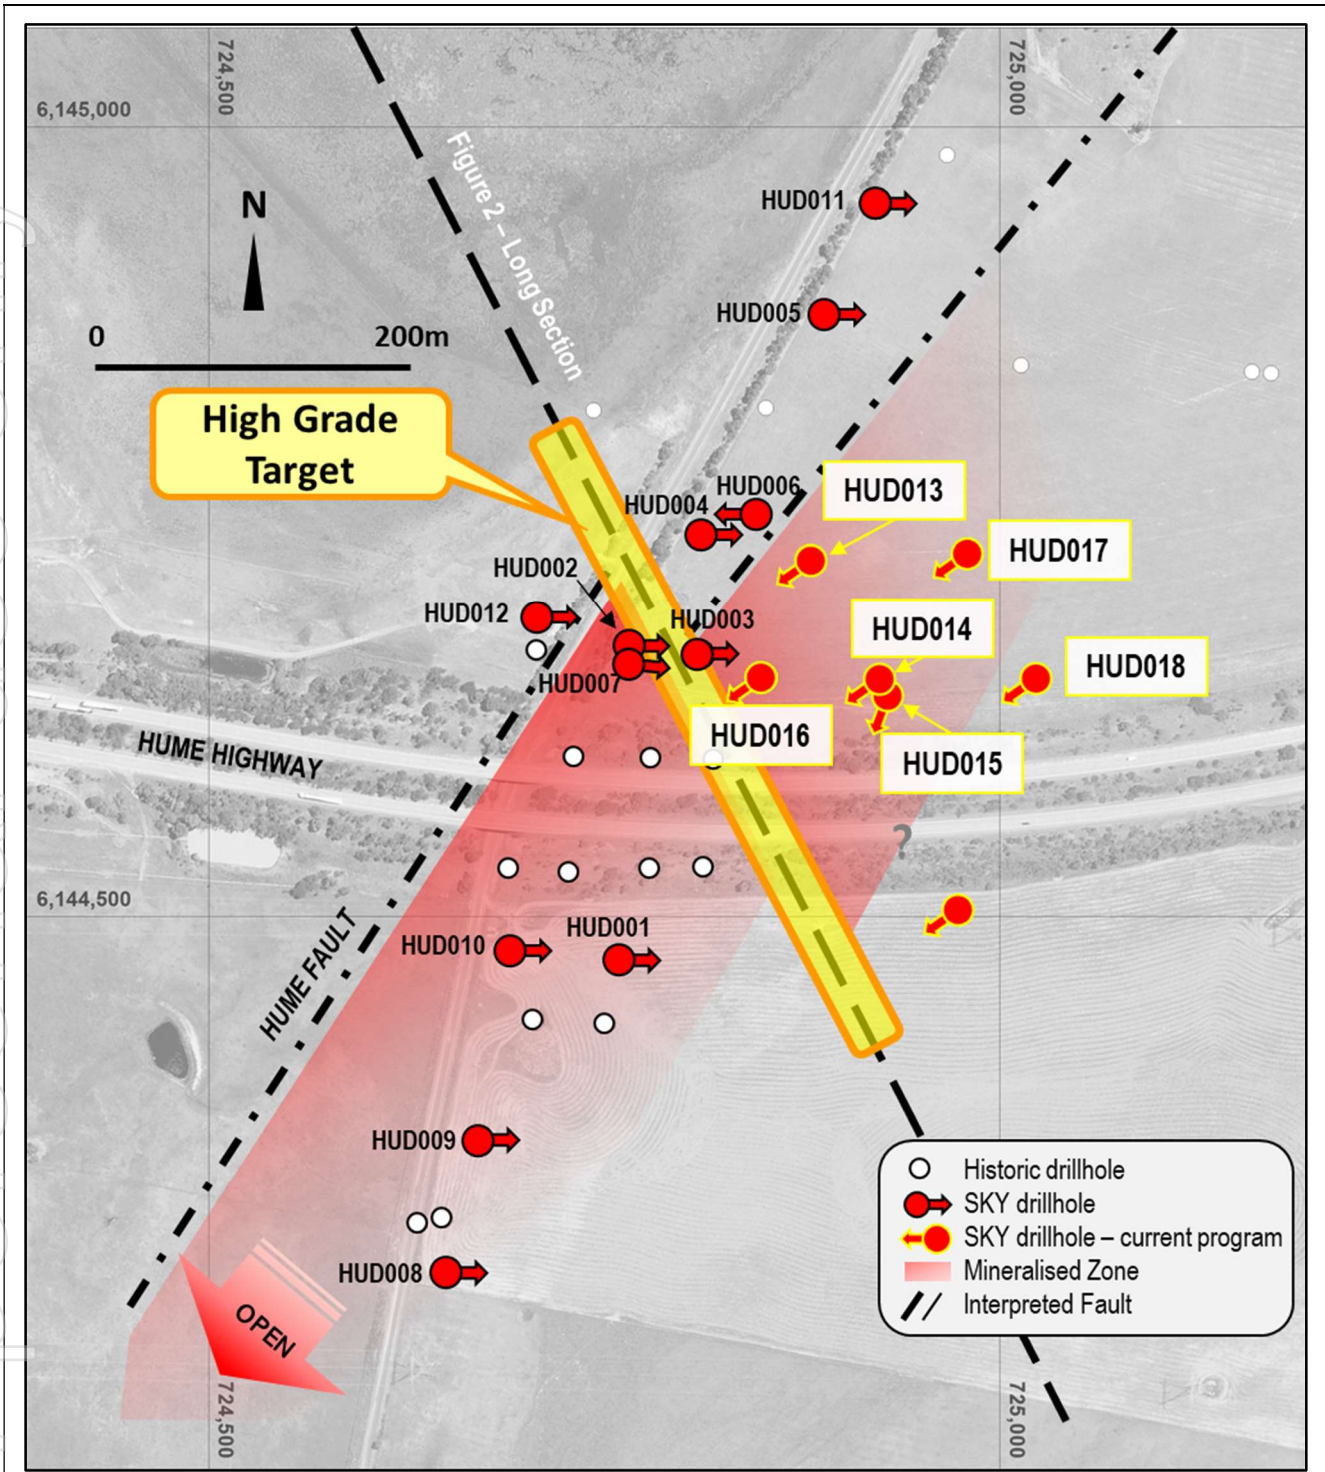 724,500
725,000
6,145,000
Figure 2 – Long Section
N
HUD011
0
200m
HUD005
High Grade
Target
HUD013
HUD006
HUD004
HUD017
HUD002
HUD012
HUD003
HUD014
HUD018
HUD007
HUD016
HUME HIGHWAY
HUD015
?
6,144,500
HUD001
HUD010
HUME FAULT
HUD009
Historic drillhole
SKY drillhole
SKY drillhole – current program
Mineralised Zone
Interpreted Fault
HUD008
OPEN
724,500
725,000